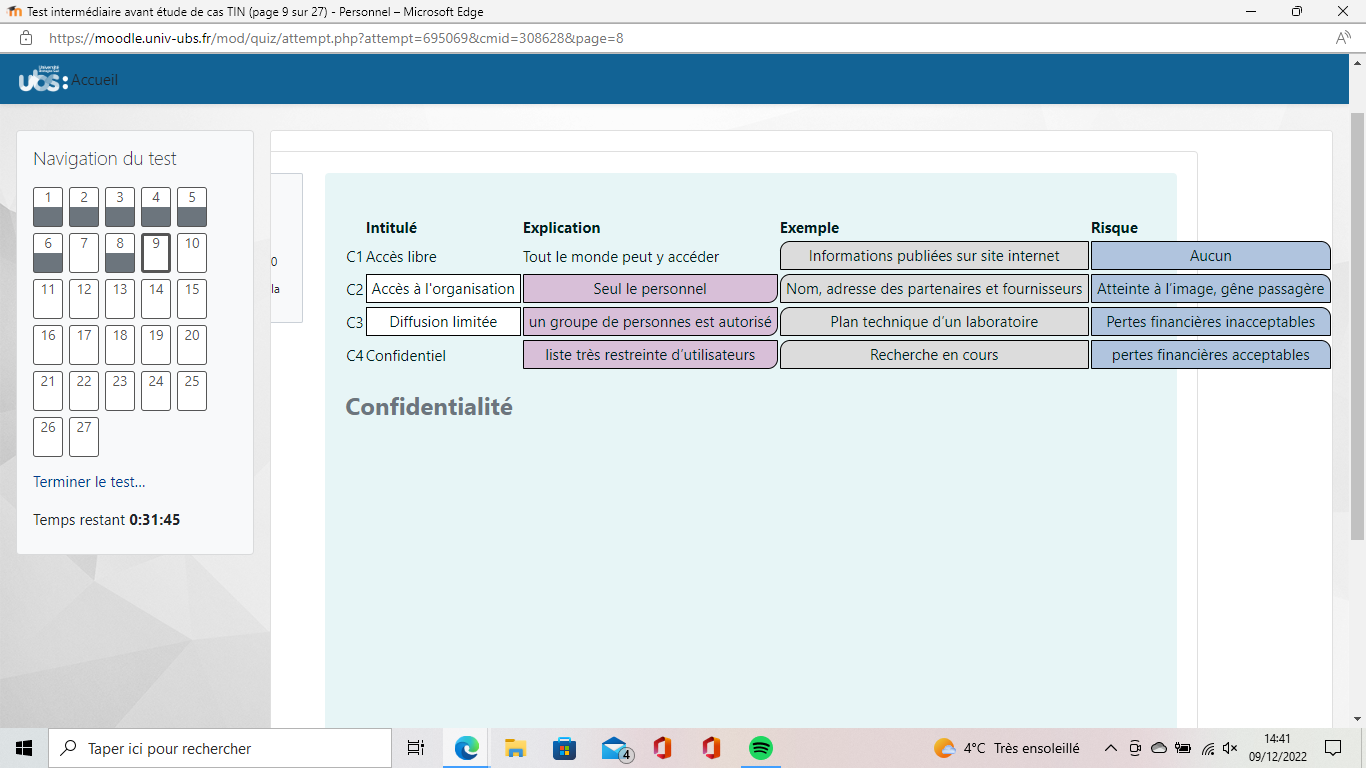 Test intermédiaire avant étude de cas TIN (page 9 sur 27) - Personnel – Microsoft Edge
https://moodle.univ-ubs.fr/mod/quiz/attempt.php?attempt=695069&cmid=308628&page=8
ubs: Accueil
Navigation du test
1 2 3 4 5
6 7 8 9 10
11 12 13 14 15
16 17 18 19 20
21 22 23 24 25
26 27
Terminer le test...
Temps restant 0:31:45
0
la
Intitulé Explication Exemple Risque
C1 Accès libre Tout le monde peut y accéder Informations publiées sur site internet Aucun
C2 Accès à l'organisation Seul le personnel Nom, adresse des partenaires et fournisseurs Atteinte à l’image, gêne passagère
C3 Diffusion limitée un groupe de personnes est autorisé Plan technique d’un laboratoire Pertes financières inacceptables
C4 Confidentiel liste très restreinte d’utilisateurs Recherche en cours pertes financières acceptables
Confidentialité
Taper ici pour rechercher
4
4°C Très ensoleillé
14:41
09/12/2022